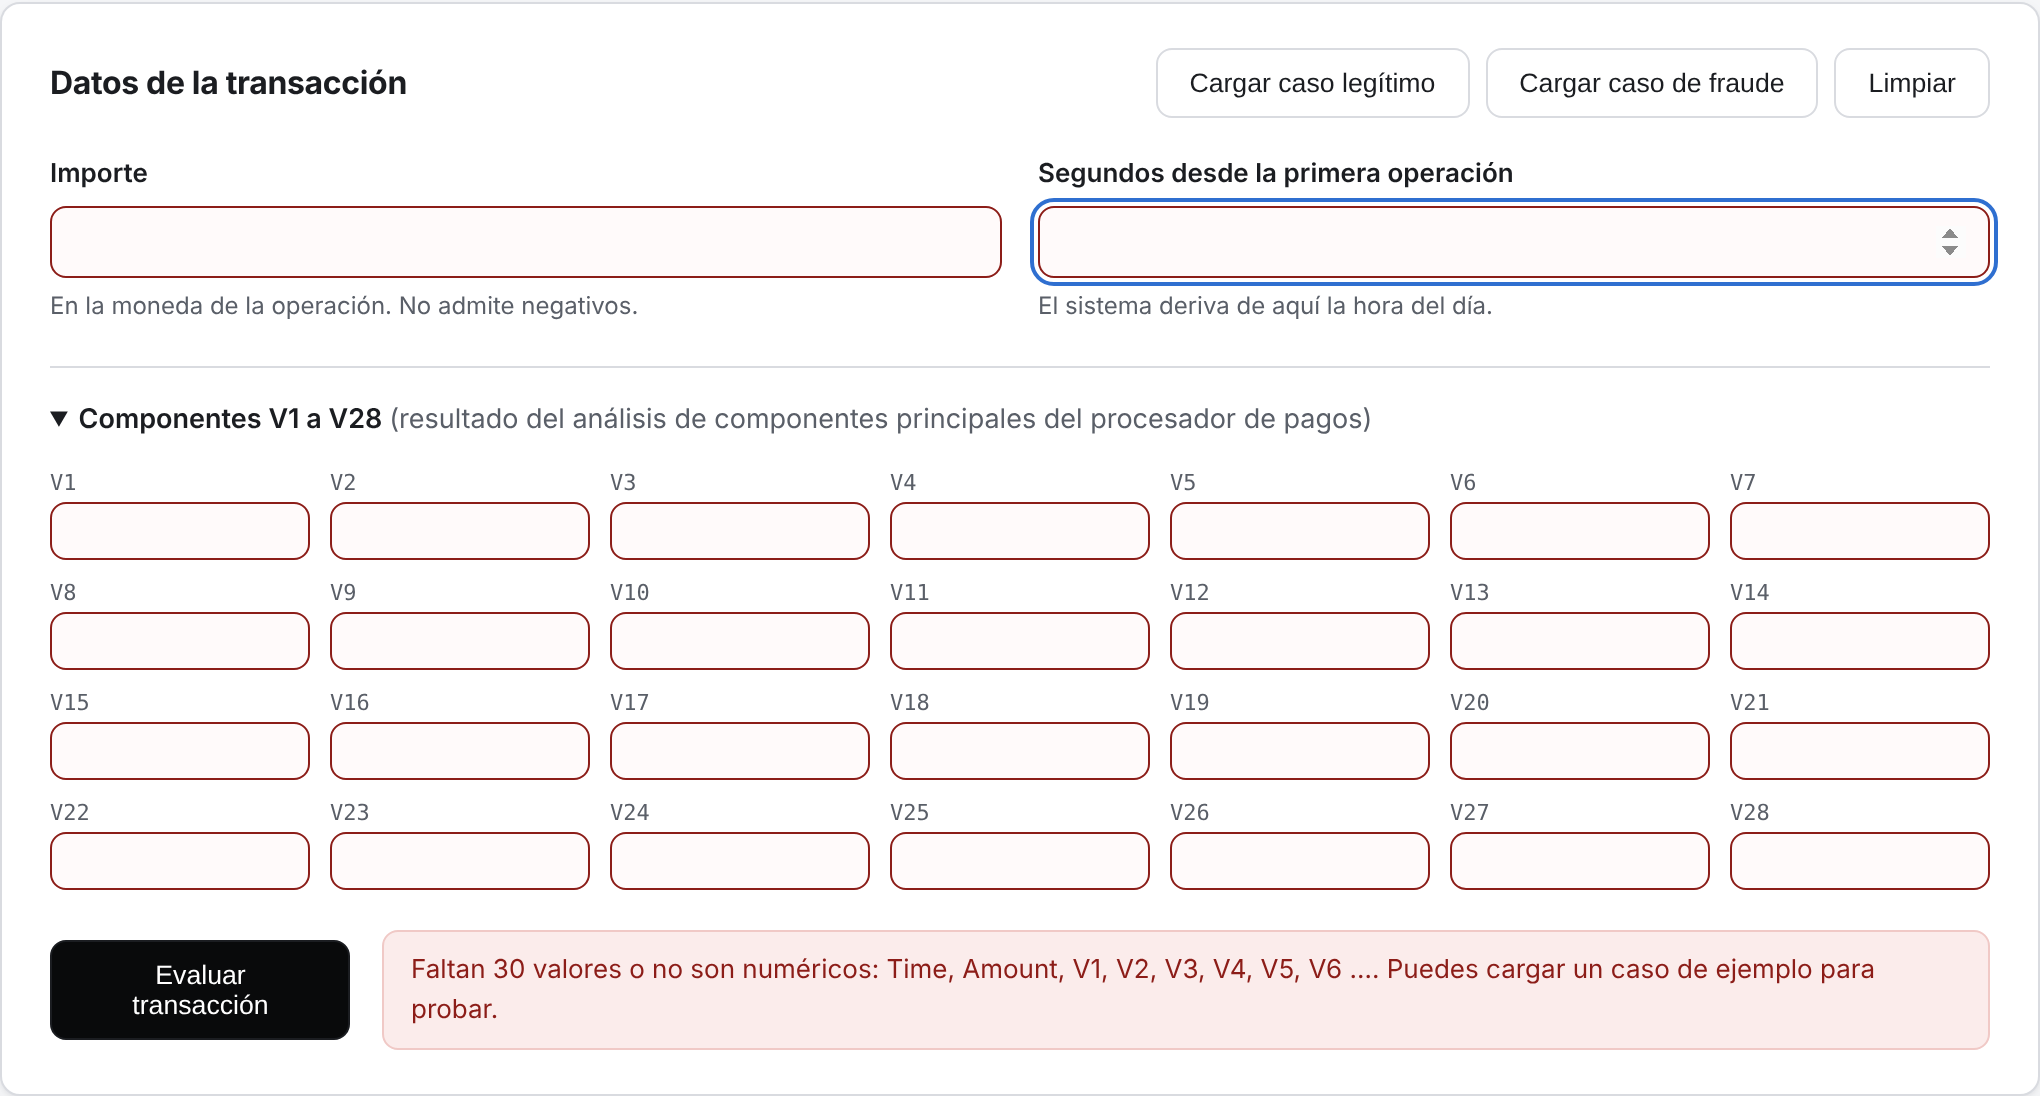 Datos de la transacción
Cargar caso legítimo
Cargar caso de fraude
Limpiar
Importe
Segundos desde la primera operación
En la moneda de la operación. No admite negativos.
El sistema deriva de aquí la hora del día.
Componentes V1 a V28 (resultado del análisis de componentes principales del procesador de pagos)
V1
V2
V3
V4
V5
V6
V7
V8
V9
V10
V11
V12
V13
V14
V15
V16
V17
V18
V19
V20
V21
V22
V23
V24
V25
V26
V27
V28
Evaluar
transacción
Faltan 30 valores o no son numéricos: Time, Amount, V1, V2, V3, V4, V5, V6 .... Puedes cargar un caso de ejemplo para
probar.